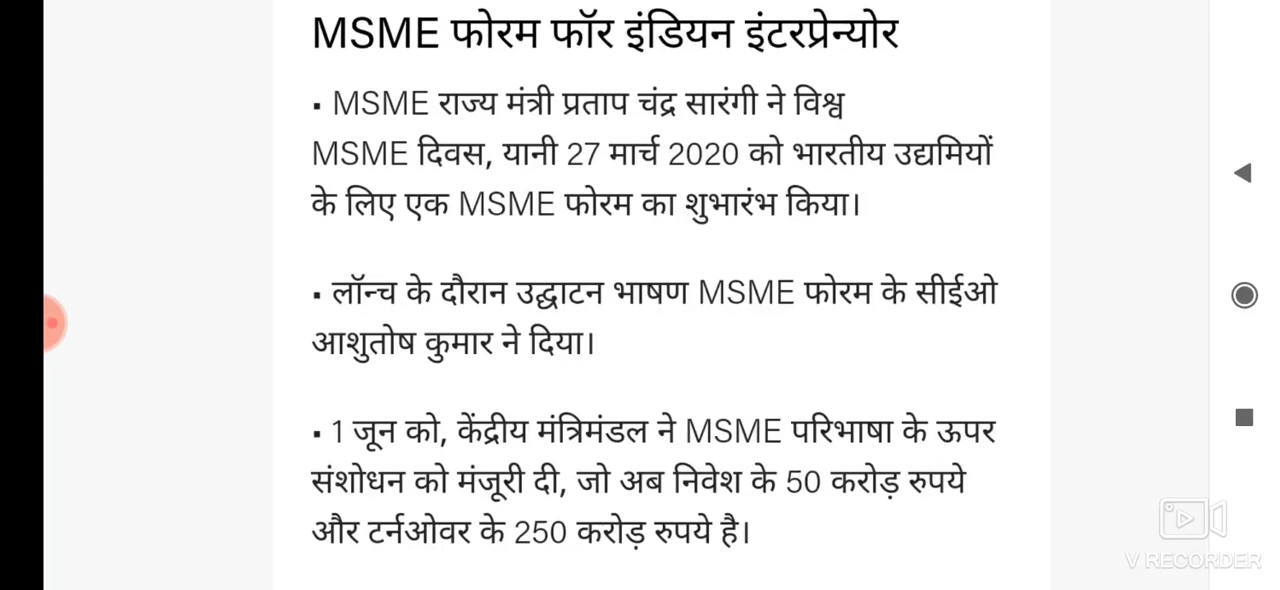 MSME फोरम फॉर इंडियन इंटरप्रेन्योर
▪ MSME राज्य मंत्री प्रताप चंद्र सारंगी ने विश्व
MSME दिवस, यानी 27 मार्च 2020 को भारतीय उद्यमियों
के लिए एक MSME फोरम का शुभारंभ किया।
▪ लॉन्च के दौरान उद्घाटन भाषण MSME फोरम के सीईओ
आशुतोष कुमार ने दिया।
▪ 1 जून को, केंद्रीय मंत्रिमंडल ने MSME परिभाषा के ऊपर
संशोधन को मंजूरी दी, जो अब निवेश के 50 करोड़ रुपये
और टर्नओवर के 250 करोड़ रुपये है।
V RECORDER